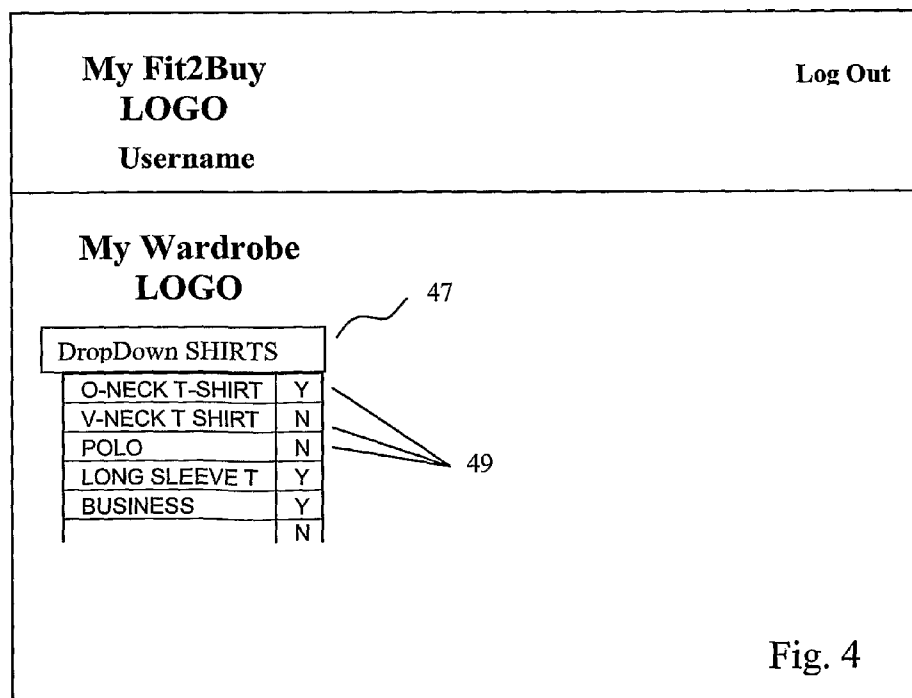 My Fit2Buy
LOGO
Log Out
Username
My Wardrobe
LOGO
47
DropDown SHIRTS
O-NECK T-SHIRT Y
V-NECK T SHIRT N
POLO N
LONG SLEEVE T Y
BUSINESS Y
N
49
Fig. 4